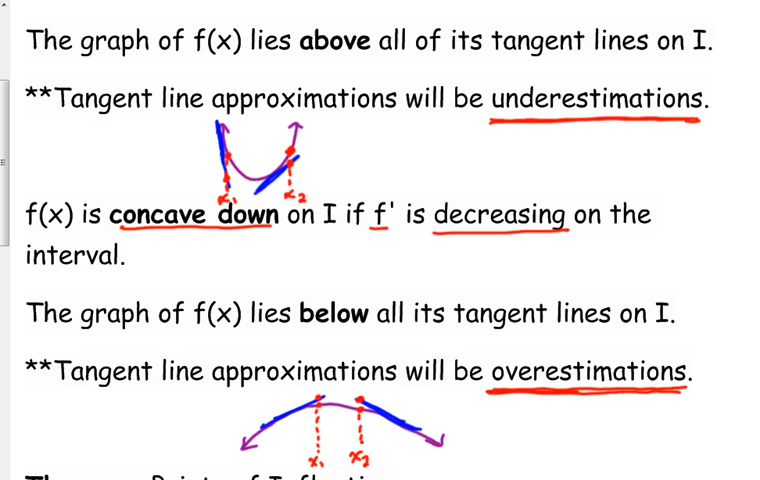 The graph of f(x) lies above all of its tangent lines on I.
**Tangent line approximations will be underestimations.
x₁ x₂
f(x) is concave down on I if f' is decreasing on the
interval.
The graph of f(x) lies below all its tangent lines on I.
**Tangent line approximations will be overestimations.
x₁ x₂